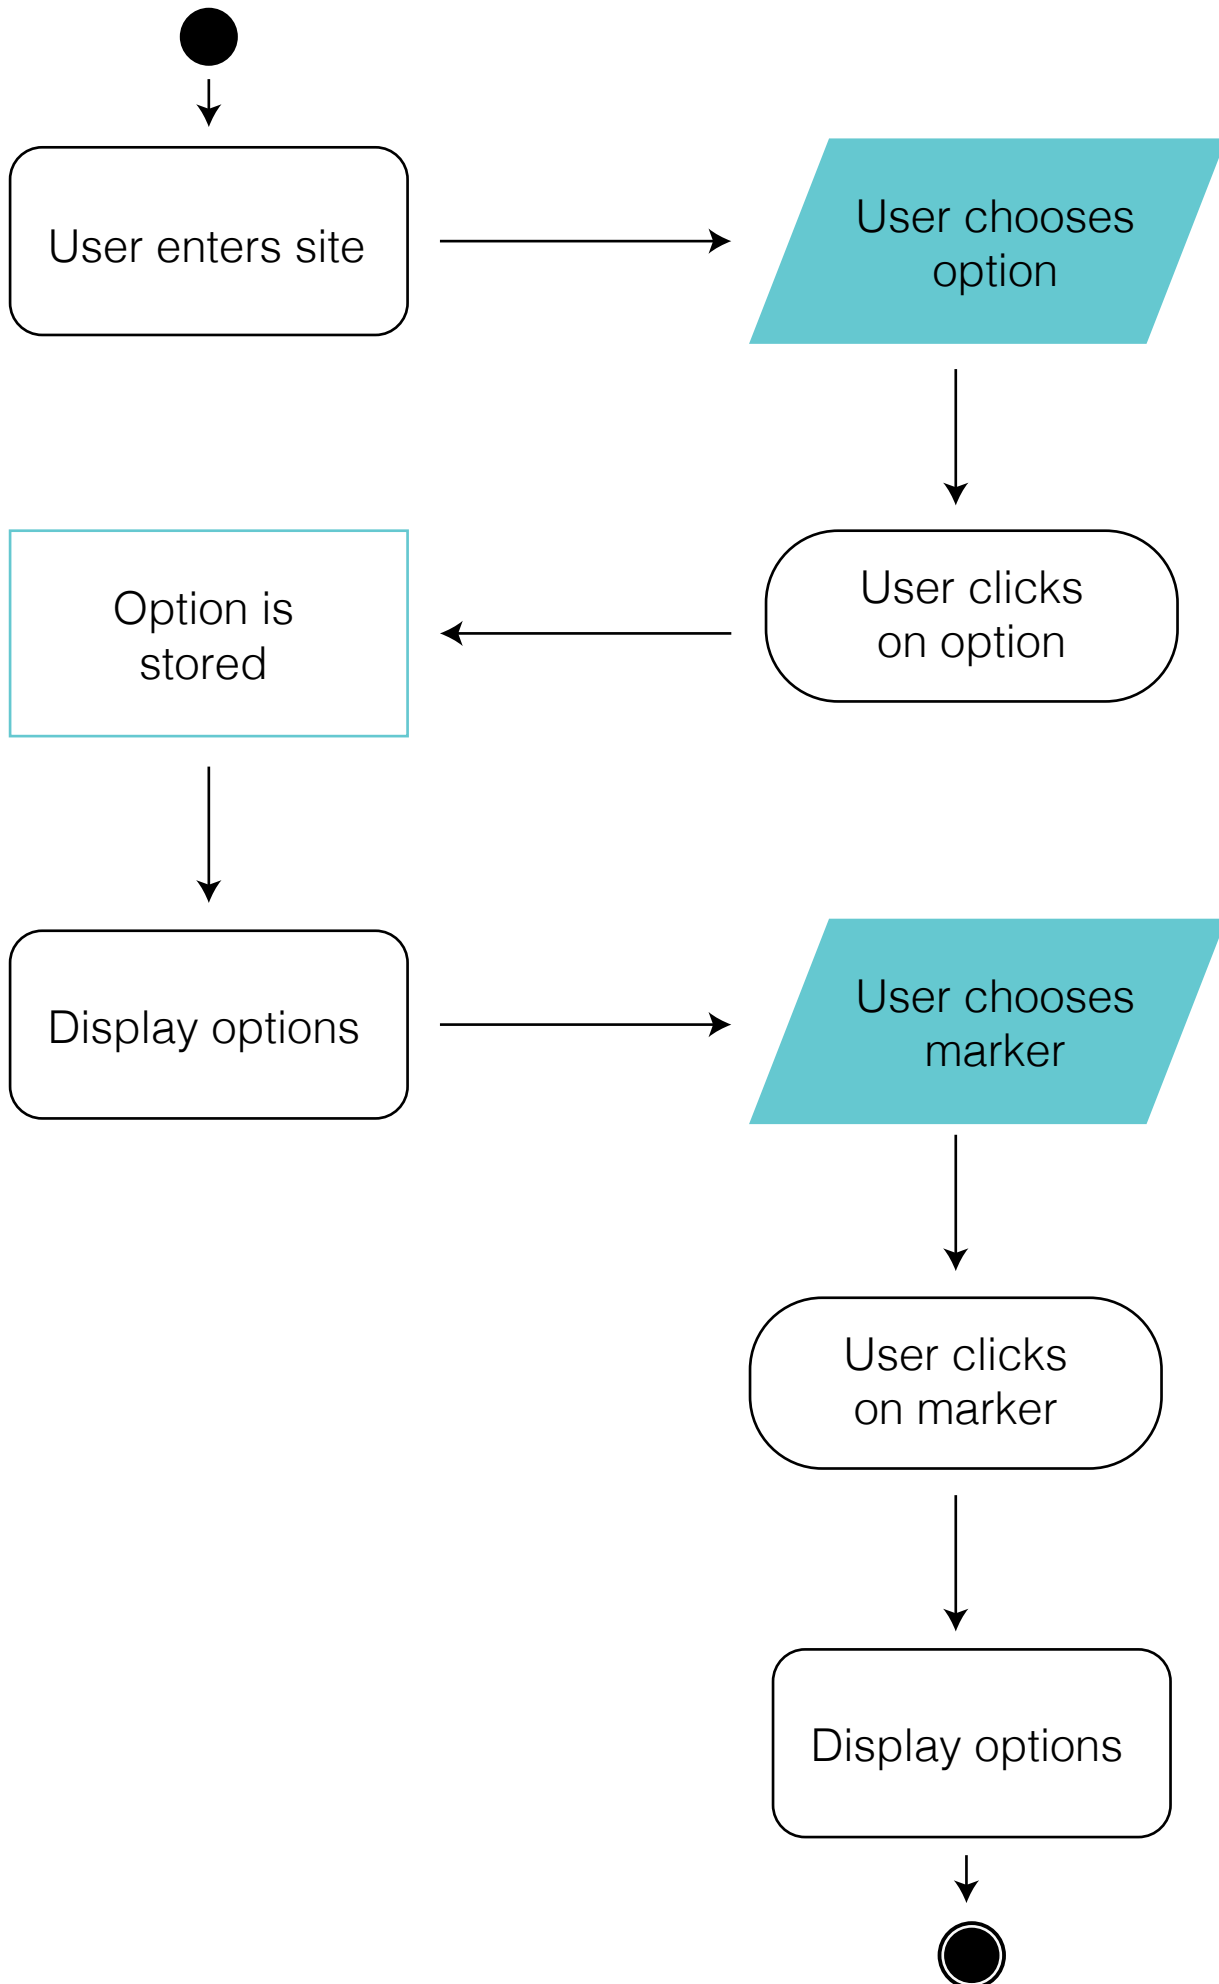 User enters site
User chooses
option
User clicks
on option
Option is
stored
Display options
User chooses
marker
User clicks
on marker
Display options